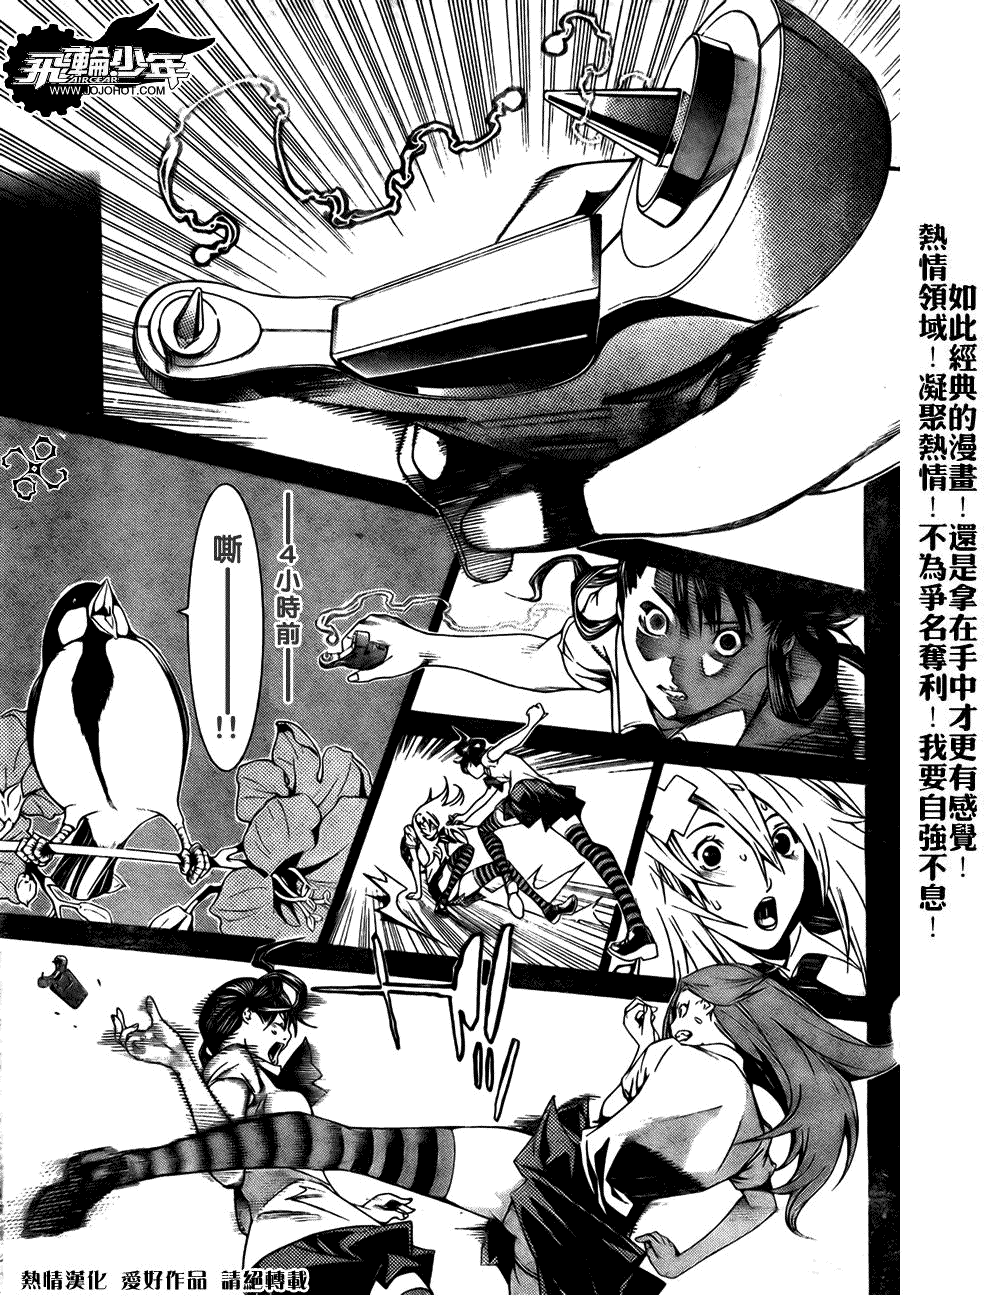 飛輪少年
AIRGEAR
WWW.JOJOHOT.COM
如此經典的漫畫！還是拿在手中才更有感覺！
熱情領域！凝聚熱情！不為爭名奪利！我要自強不息！
——4小時前——
嘶——!!
熱情漢化 愛好作品 請絕轉載